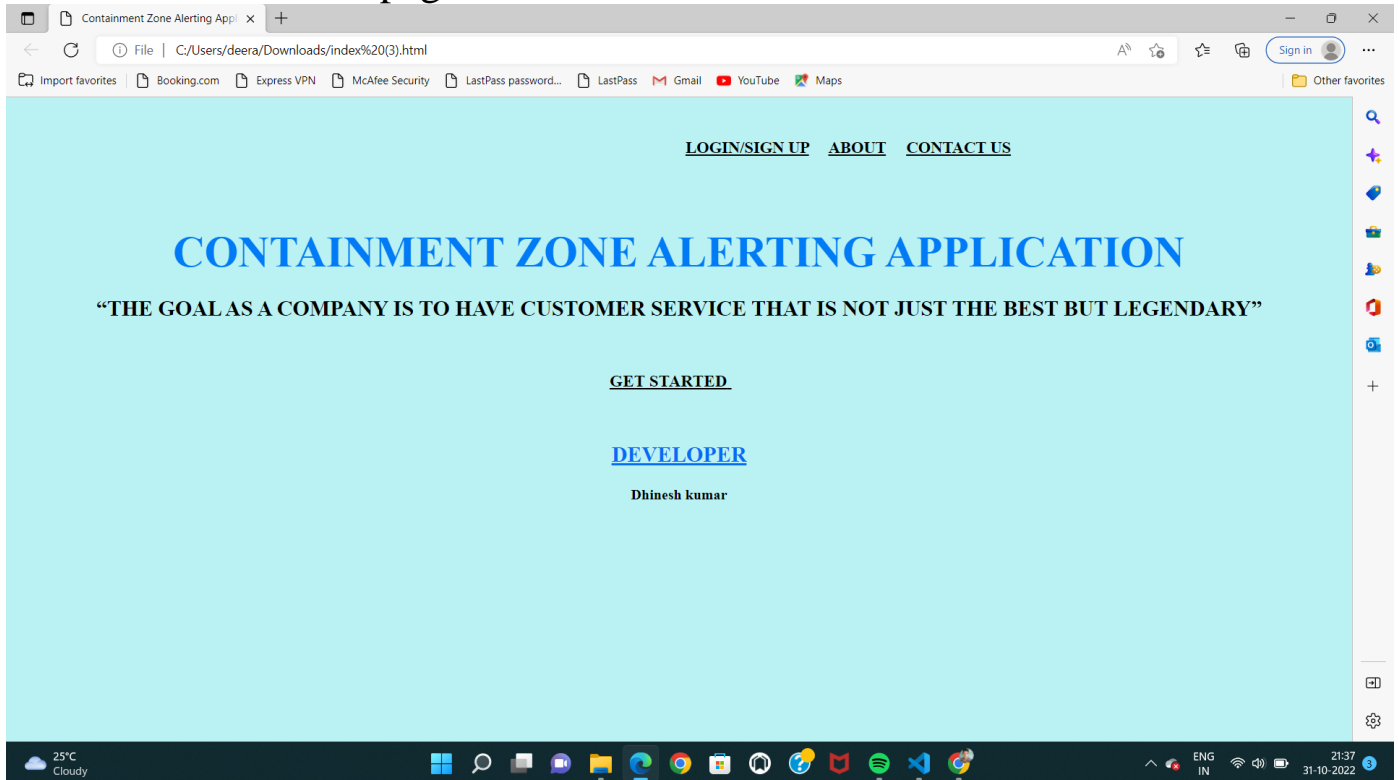 Containment Zone Alerting Appl
File | C:/Users/deera/Downloads/index%20(3).html
Sign in
Import favorites Booking.com Express VPN McAfee Security LastPass password... LastPass Gmail YouTube Maps Other favorites
LOGIN/SIGN UP ABOUT CONTACT US
CONTAINMENT ZONE ALERTING APPLICATION
“THE GOAL AS A COMPANY IS TO HAVE CUSTOMER SERVICE THAT IS NOT JUST THE BEST BUT LEGENDARY”
GET STARTED
DEVELOPER
Dhinesh kumar
25°C
Cloudy
ENG
IN
21:37
31-10-2022
3